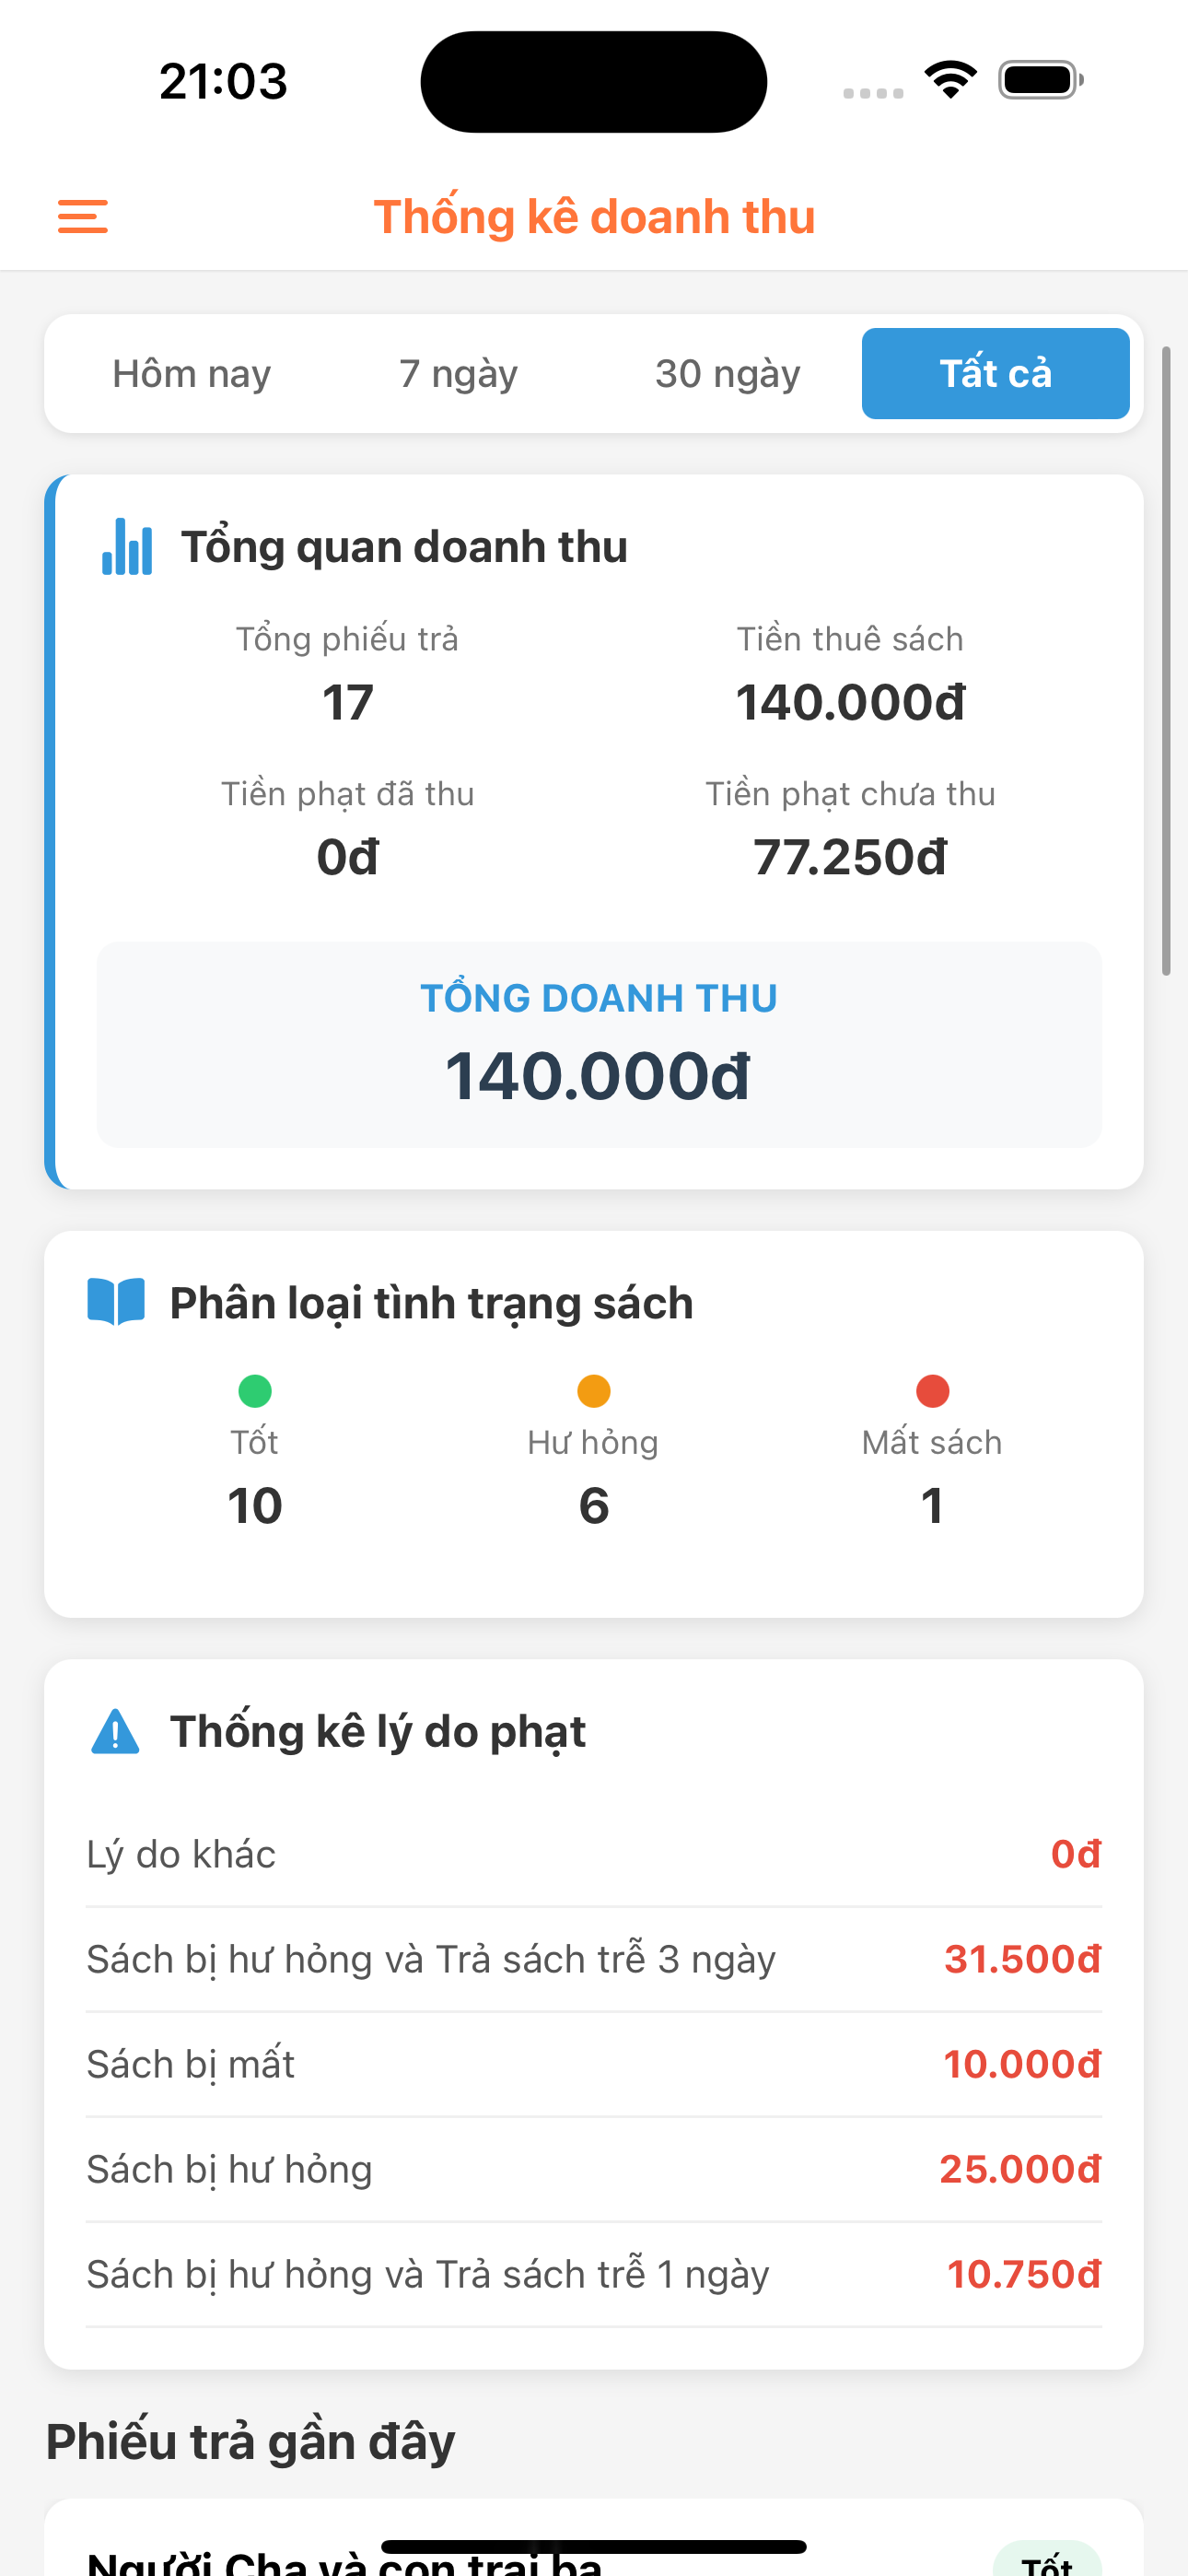 21:03
Thống kê doanh thu
Hôm nay 7 ngày 30 ngày Tất cả
Tổng quan doanh thu
Tổng phiếu trả Tiền thuê sách
17 140.000đ
Tiền phạt đã thu Tiền phạt chưa thu
0đ 77.250đ
TỔNG DOANH THU
140.000đ
Phân loại tình trạng sách
Tốt Hư hỏng Mất sách
10 6 1
Thống kê lý do phạt
Lý do khác 0đ
Sách bị hư hỏng và Trả sách trễ 3 ngày 31.500đ
Sách bị mất 10.000đ
Sách bị hư hỏng 25.000đ
Sách bị hư hỏng và Trả sách trễ 1 ngày 10.750đ
Phiếu trả gần đây
Người Cha và con trai ba Tốt